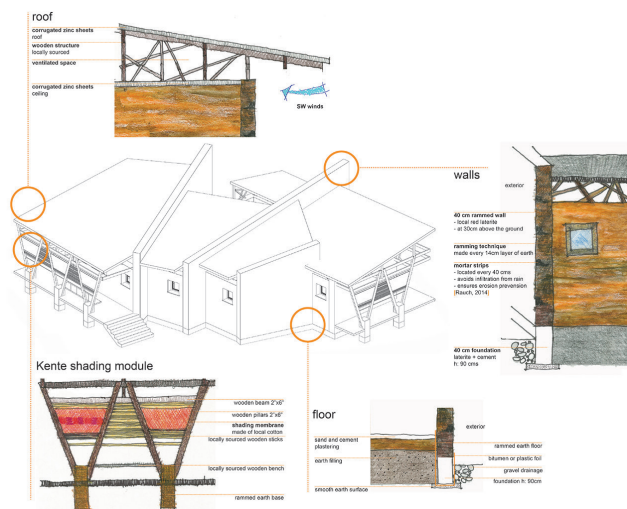 roof
corrugated zinc sheets
roof
wooden structure
locally sourced
ventilated space
corrugated zinc sheets
ceiling
SW winds
walls
exterior
40 cm rammed wall
- local red laterite
- at 30cm above the ground
ramming technique
made every 14cm layer of earth
mortar strips
- located every 40 cms
- avoids infiltration from rain
- ensures erosion prevension
(Rauch, 2014)
40 cm foundation
laterite + cement
h: 90 cms
Kente shading module
wooden beam 2"x6"
wooden pillars 2"x8"
shading membrane
made of local cotton
locally sourced wooden sticks
locally sourced wooden bench
rammed earth base
floor
sand and cement
plastering
earth filling
smooth earth surface
exterior
rammed earth floor
bitumen or plastic foil
gravel drainage
foundation h: 90cm